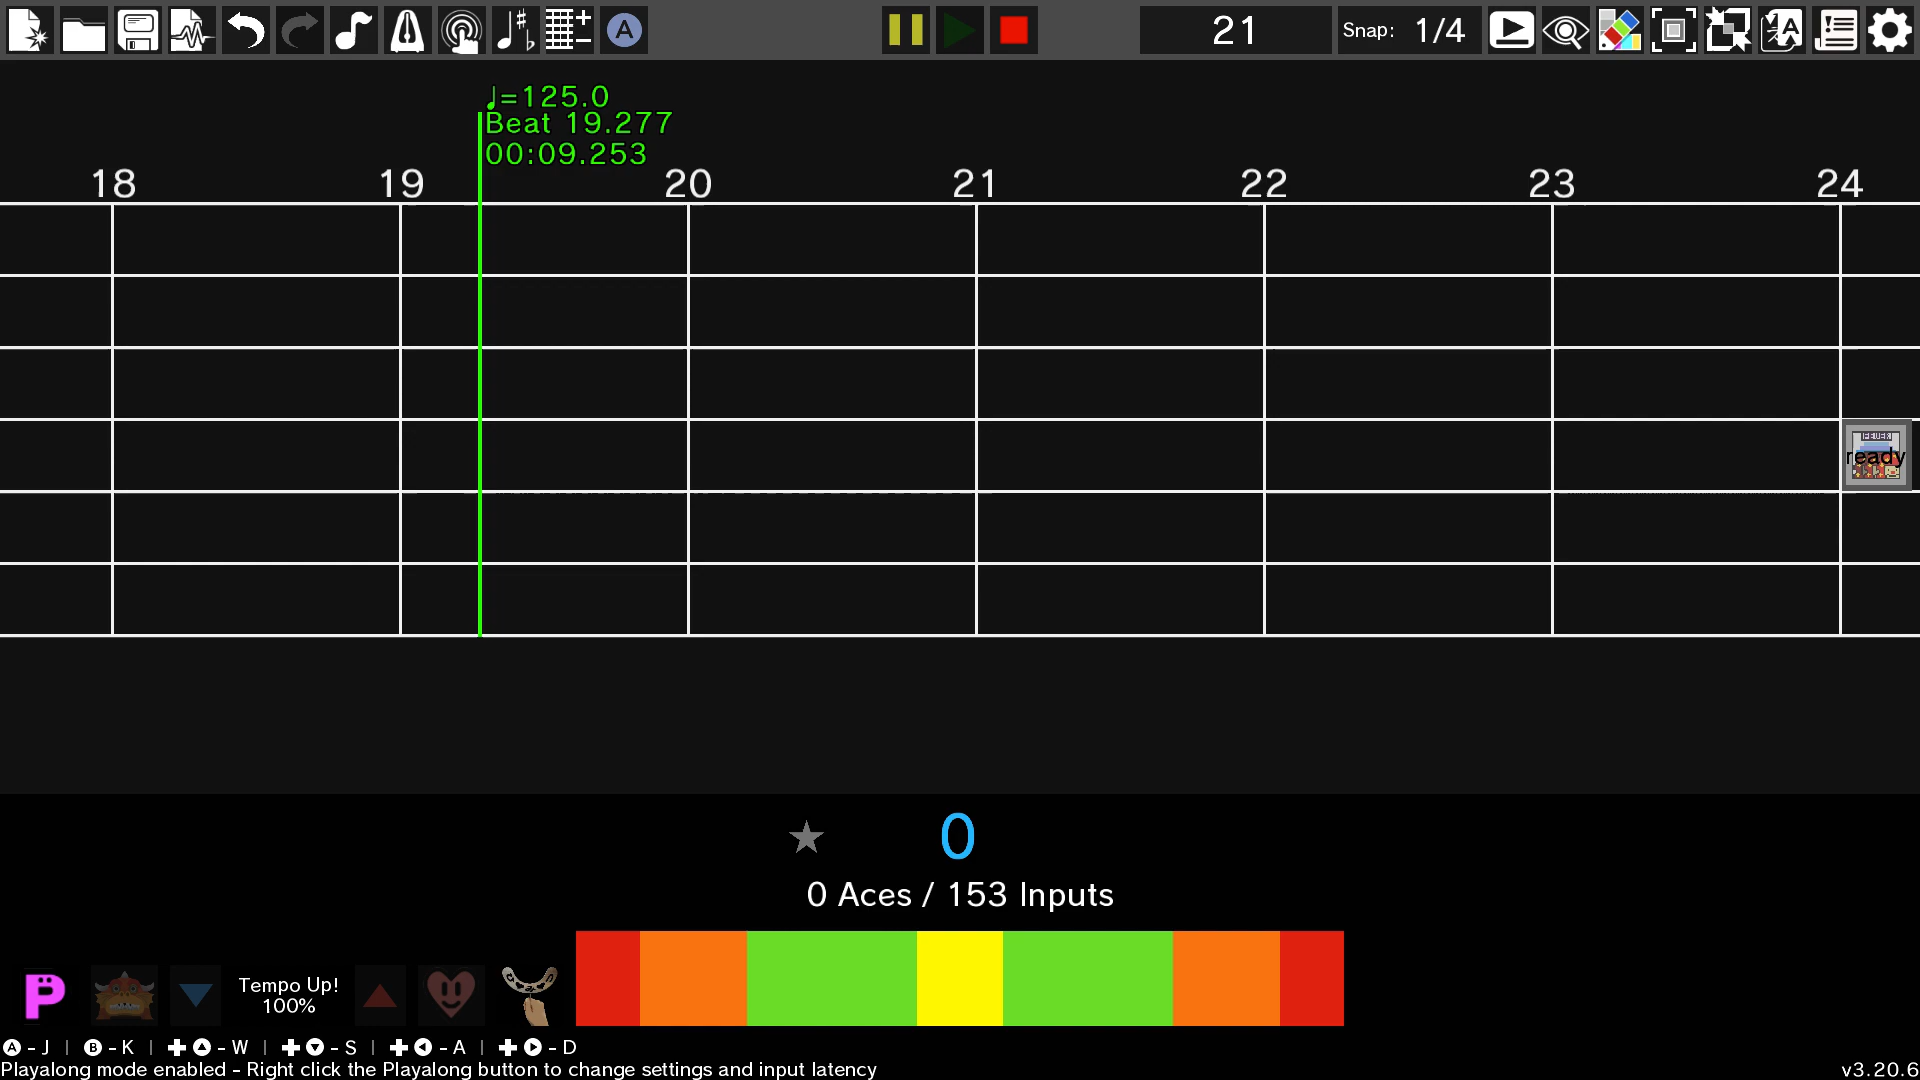 A
21
Snap: 1/4
A
♩=125.0
Beat 19.277
00:09.253
18 19 20 21 22 23 24
ready
0
0 Aces / 153 Inputs
P
Tempo Up!
100%
A - J | B - K | ▲ - W | ▼ - S | ◀ - A | ▶ - D
Playalong mode enabled - Right click the Playalong button to change settings and input latency
v3.20.6